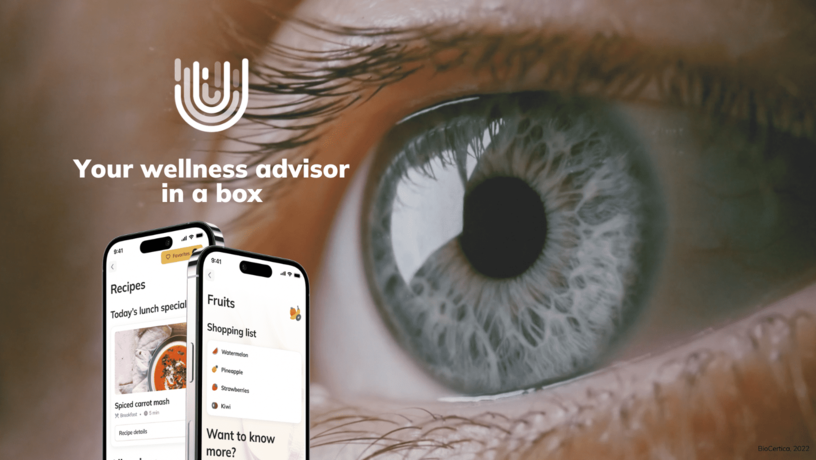 Your wellness advisor
in a box
9:41
Favorites
Recipes
Today's lunch special
Spiced carrot mash
Breakfast • 5 min
Recipe details
9:41
Fruits
Shopping list
Watermelon
Pineapple
Strawberries
Kiwi
Want to know
more?
BioCertica, 2022